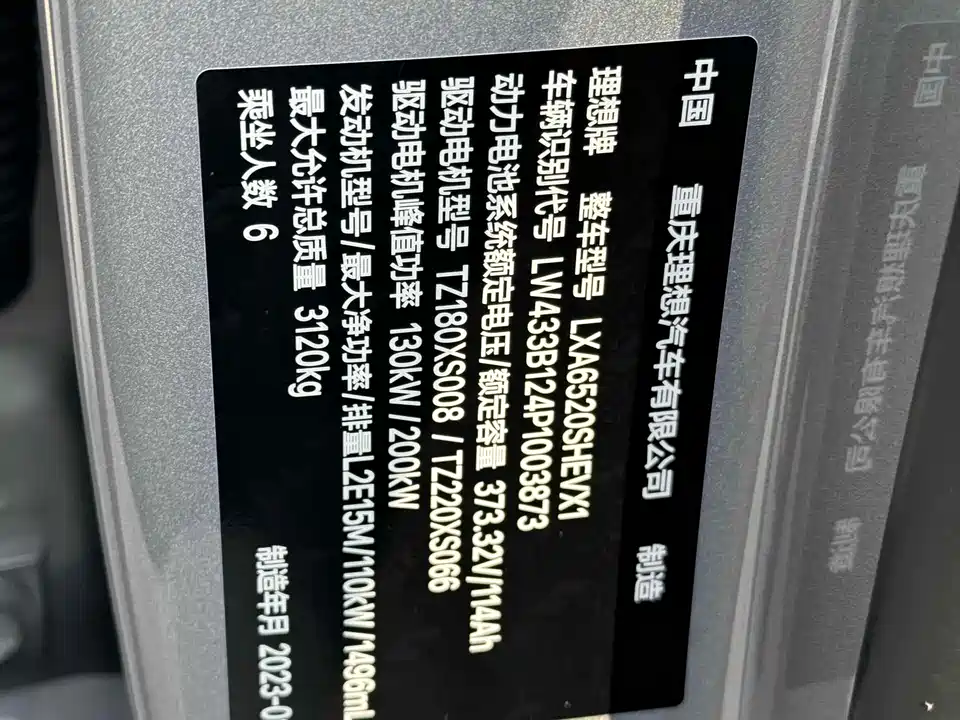 中国 重庆理想汽车有限公司 制造
理想牌 整车型号 LXA6520SHEVX1
车辆识别代号 LW433B124P1003873
动力电池系统额定电压/额定容量 373.32V/114Ah
驱动电机型号 TZ180XS008 / TZ220XS066
驱动电机峰值功率 130kW / 200kW
发动机型号/最大净功率/排量L2E15M/110kW/1496mL
最大允许总质量 3120kg
乘坐人数 6 制造年月 2023-0